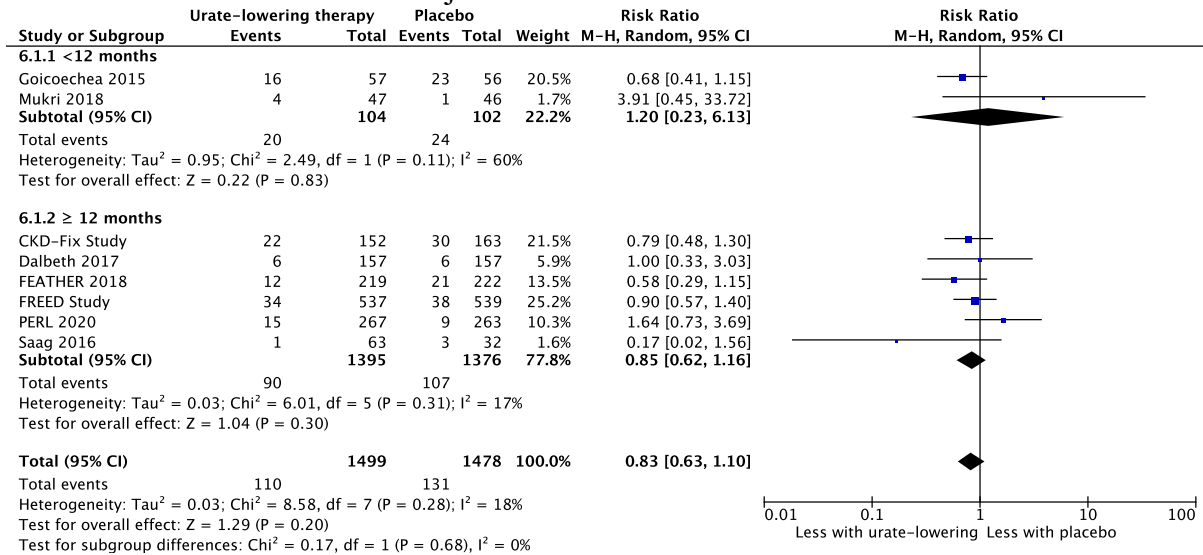 Urate-lowering therapy Placebo Risk Ratio Risk Ratio
Study or Subgroup Events Total Events Total Weight M-H, Random, 95% CI M-H, Random, 95% CI
6.1.1 <12 months
Goicoechea 2015 16 57 23 56 20.5% 0.68 [0.41, 1.15]
Mukri 2018 4 47 1 46 1.7% 3.91 [0.45, 33.72]
Subtotal (95% CI) 104 102 22.2% 1.20 [0.23, 6.13]
Total events 20 24
Heterogeneity: Tau² = 0.95; Chi² = 2.49, df = 1 (P = 0.11); I² = 60%
Test for overall effect: Z = 0.22 (P = 0.83)
6.1.2 ≥ 12 months
CKD-Fix Study 22 152 30 163 21.5% 0.79 [0.48, 1.30]
Dalbeth 2017 6 157 6 157 5.9% 1.00 [0.33, 3.03]
FEATHER 2018 12 219 21 222 13.5% 0.58 [0.29, 1.15]
FREED Study 34 537 38 539 25.2% 0.90 [0.57, 1.40]
PERL 2020 15 267 9 263 10.3% 1.64 [0.73, 3.69]
Saag 2016 1 63 3 32 1.6% 0.17 [0.02, 1.56]
Subtotal (95% CI) 1395 1376 77.8% 0.85 [0.62, 1.16]
Total events 90 107
Heterogeneity: Tau² = 0.03; Chi² = 6.01, df = 5 (P = 0.31); I² = 17%
Test for overall effect: Z = 1.04 (P = 0.30)
Total (95% CI) 1499 1478 100.0% 0.83 [0.63, 1.10]
Total events 110 131
Heterogeneity: Tau² = 0.03; Chi² = 8.58, df = 7 (P = 0.28); I² = 18%
Test for overall effect: Z = 1.29 (P = 0.20)
Test for subgroup differences: Chi² = 0.17, df = 1 (P = 0.68), I² = 0%
0.01 0.1 1 10 100
Less with urate-lowering Less with placebo